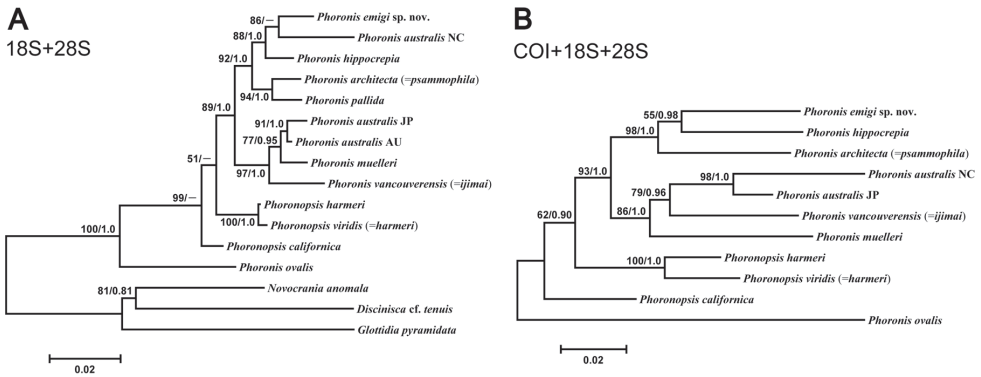 A
18S+28S
86/–
Phoronis emigi sp. nov.
88/1.0
Phoronis australis NC
92/1.0
Phoronis hippocrepia
Phoronis architecta (=psammophila)
94/1.0
Phoronis pallida
89/1.0
91/1.0
Phoronis australis JP
77/0.95
Phoronis australis AU
Phoronis muelleri
51/–
97/1.0
Phoronis vancouverensis (=ijimai)
99/–
Phoronopsis harmeri
100/1.0
Phoronopsis viridis (=harmeri)
100/1.0
Phoronopsis californica
Phoronis ovalis
81/0.81
Novocrania anomala
Discinisca cf. tenuis
Glottidia pyramidata
0.02
B
COI+18S+28S
55/0.98
Phoronis emigi sp. nov.
98/1.0
Phoronis hippocrepia
Phoronis architecta (=psammophila)
93/1.0
98/1.0
Phoronis australis NC
79/0.96
Phoronis australis JP
86/1.0
Phoronis vancouverensis (=ijimai)
62/0.90
Phoronis muelleri
100/1.0
Phoronopsis harmeri
Phoronopsis viridis (=harmeri)
Phoronopsis californica
Phoronis ovalis
0.02